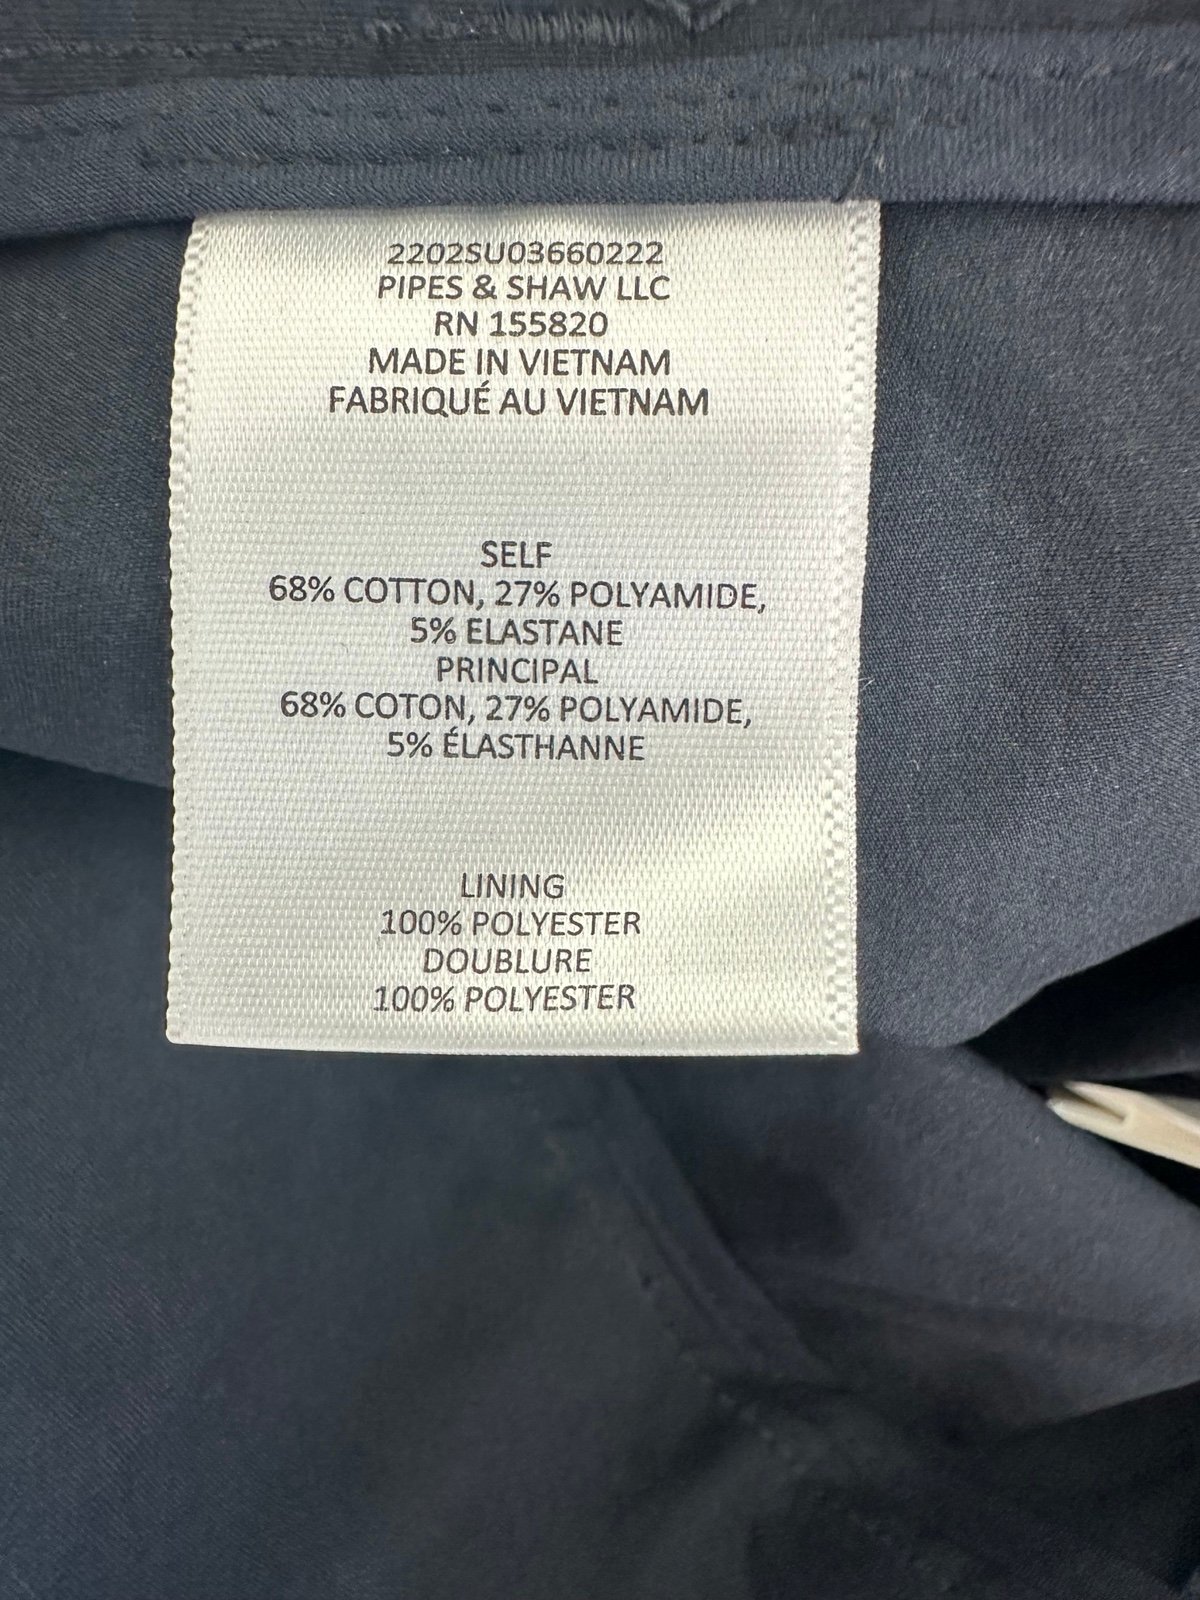 2202SU03660222
PIPES & SHAW LLC
RN 155820
MADE IN VIETNAM
FABRIQUÉ AU VIETNAM
SELF
68% COTTON, 27% POLYAMIDE,
5% ELASTANE
PRINCIPAL
68% COTON, 27% POLYAMIDE,
5% ÉLASTHANNE
LINING
100% POLYESTER
DOUBLURE
100% POLYESTER